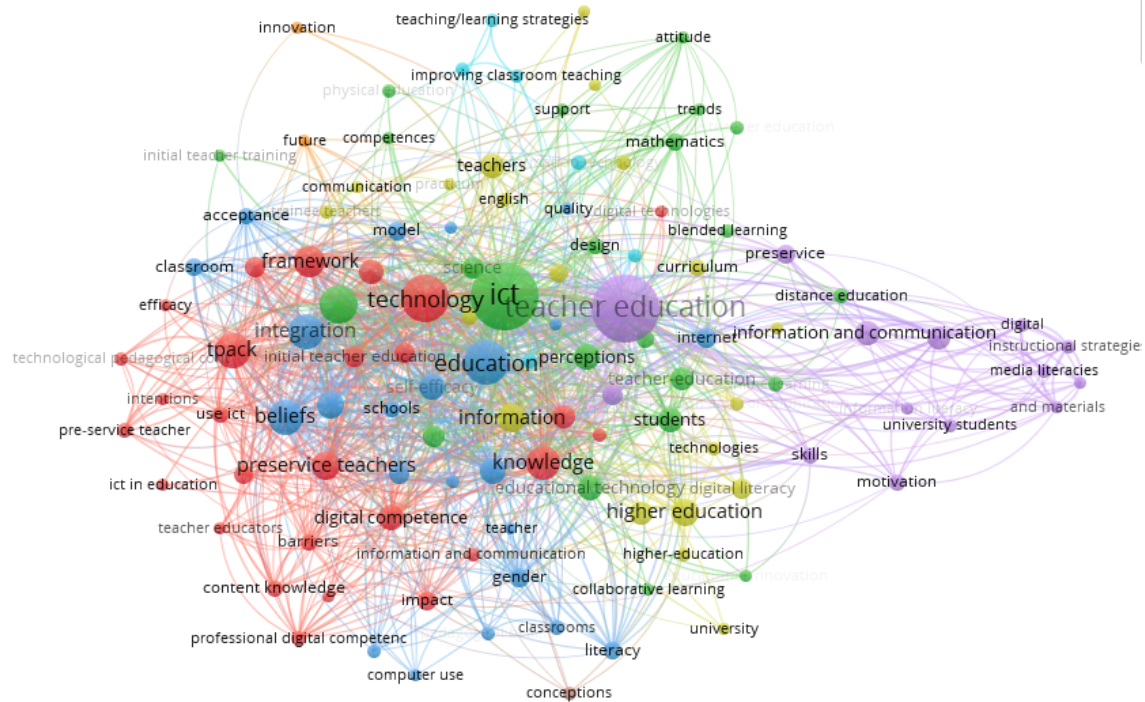 teaching/learning strategies
innovation
attitude
improving classroom teaching
physical education
support
trends
competences
future
mathematics
initial teacher training
teachers
communication
practicum
english
quality
digital technologies
acceptance
model
blended learning
design
preservice
classroom
framework
science
curriculum
efficacy
technology
ict
teacher education
distance education
integration
internet
information and communication
digital
tpack
initial teacher education
education
perceptions
instructional strategies
technological pedagogical con
media literacies
self-efficacy
teacher-education
intentions
use ict
beliefs
schools
information
students
information literacy
and materials
university students
pre-service teacher
technologies
skills
preservice teachers
knowledge
ict in education
educational technology
digital literacy
motivation
digital competence
higher education
teacher educators
teacher
barriers
information and communication
higher-education
gender
content knowledge
impact
collaborative learning
innovation
professional digital competenc
classrooms
university
literacy
computer use
conceptions